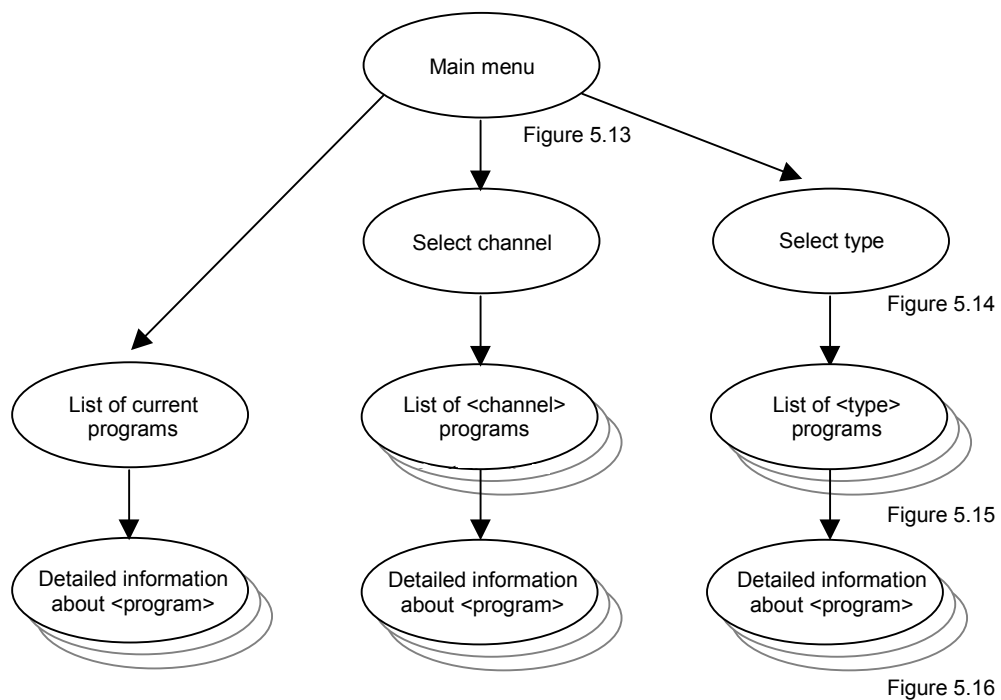 Main menu
Figure 5.13
Select channel
Select type
Figure 5.14
List of current
programs
List of <channel>
programs
List of <type>
programs
Figure 5.15
Detailed information
about <program>
Detailed information
about <program>
Detailed information
about <program>
Figure 5.16